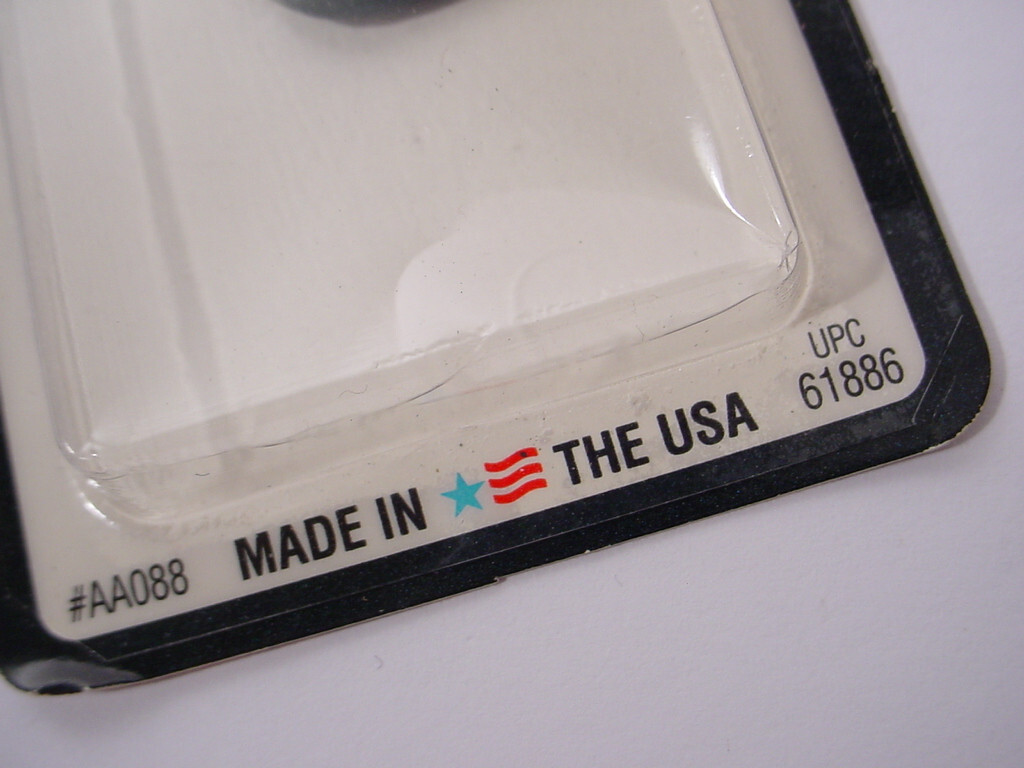 UPC
61886
MADE IN THE USA
#AA088